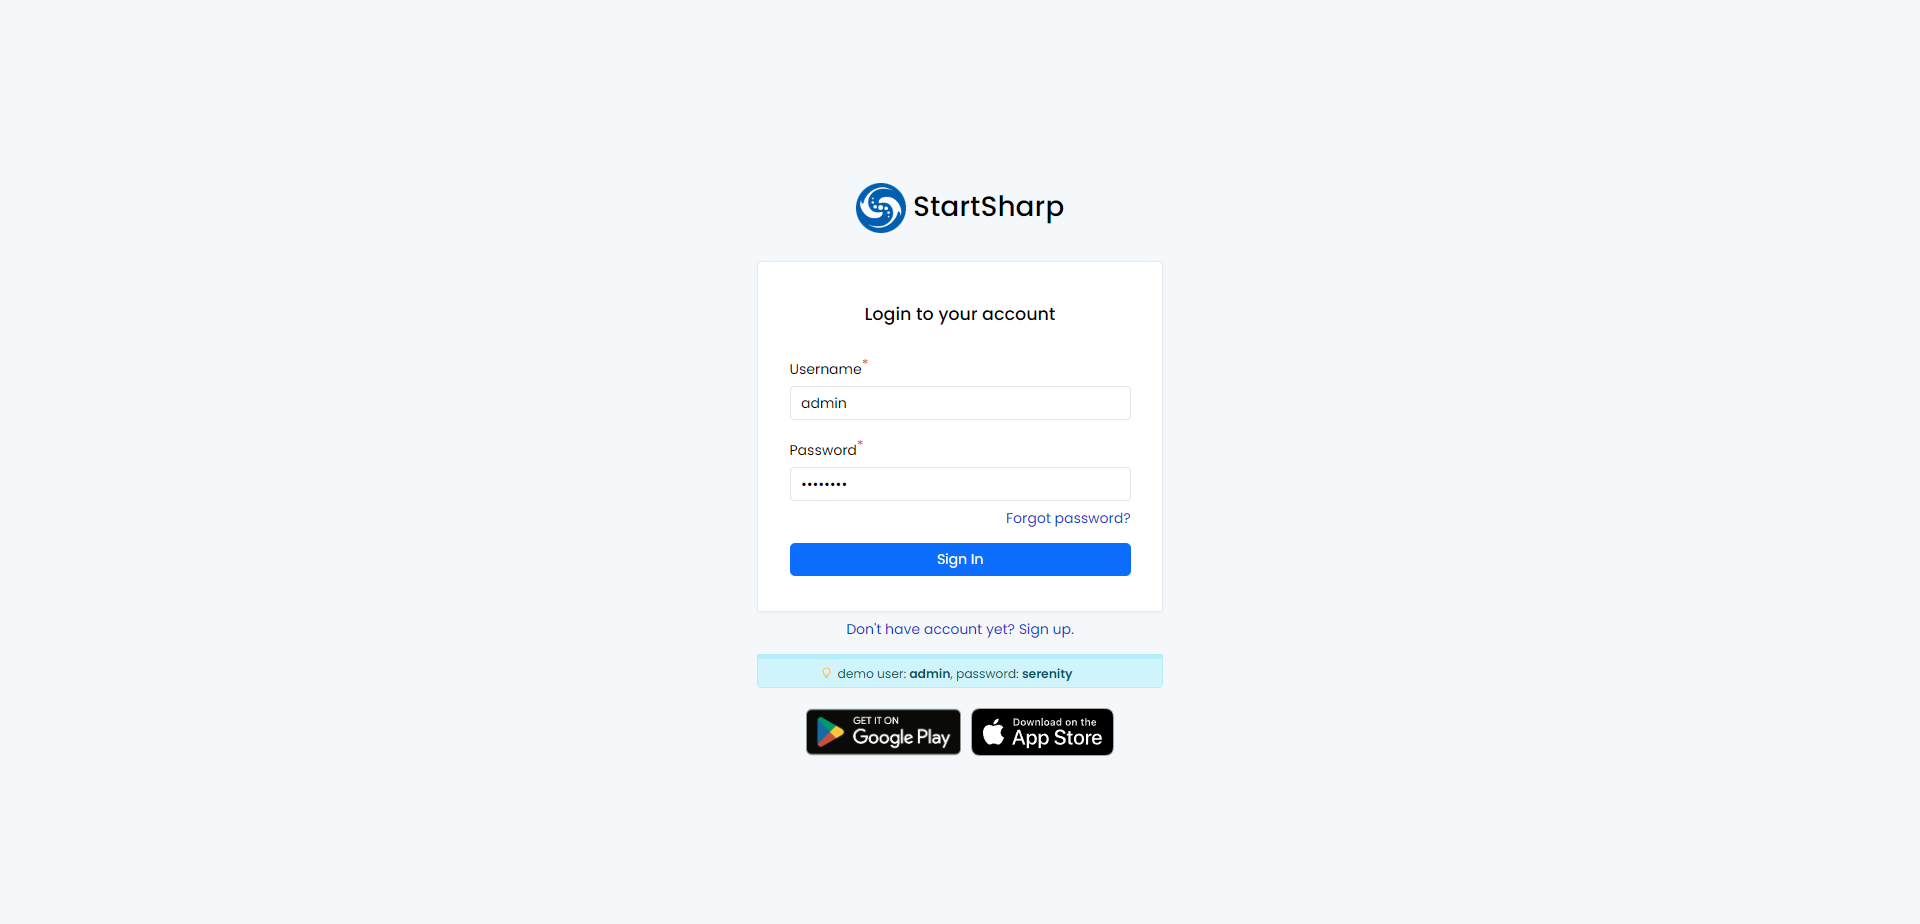 StartSharp
Login to your account
Username*
admin
Password*
••••••••
Forgot password?
Sign In
Don't have account yet? Sign up.
demo user: admin, password: serenity
GET IT ON
Google Play
Download on the
App Store